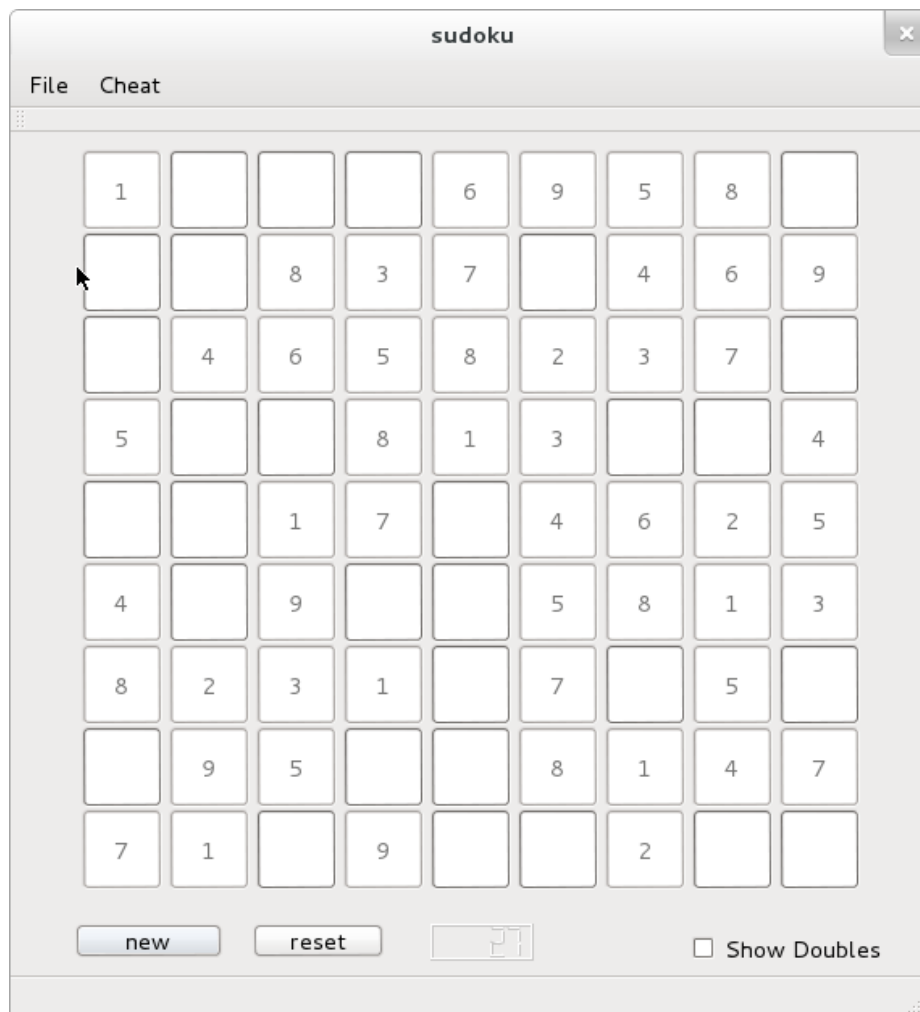 sudoku
File Cheat
1 6 9 5 8
8 3 7 4 6 9
4 6 5 8 2 3 7
5 8 1 3 4
1 7 4 6 2 5
4 9 5 8 1 3
8 2 3 1 7 5
9 5 8 1 4 7
7 1 9 2
new reset 27 Show Doubles